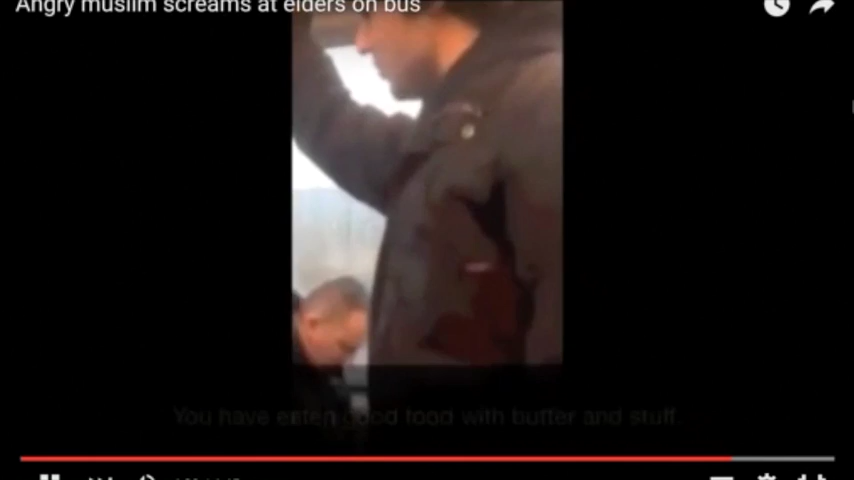 Angry muslim screams at elders on bus
You have eaten good food with butter and stuff.